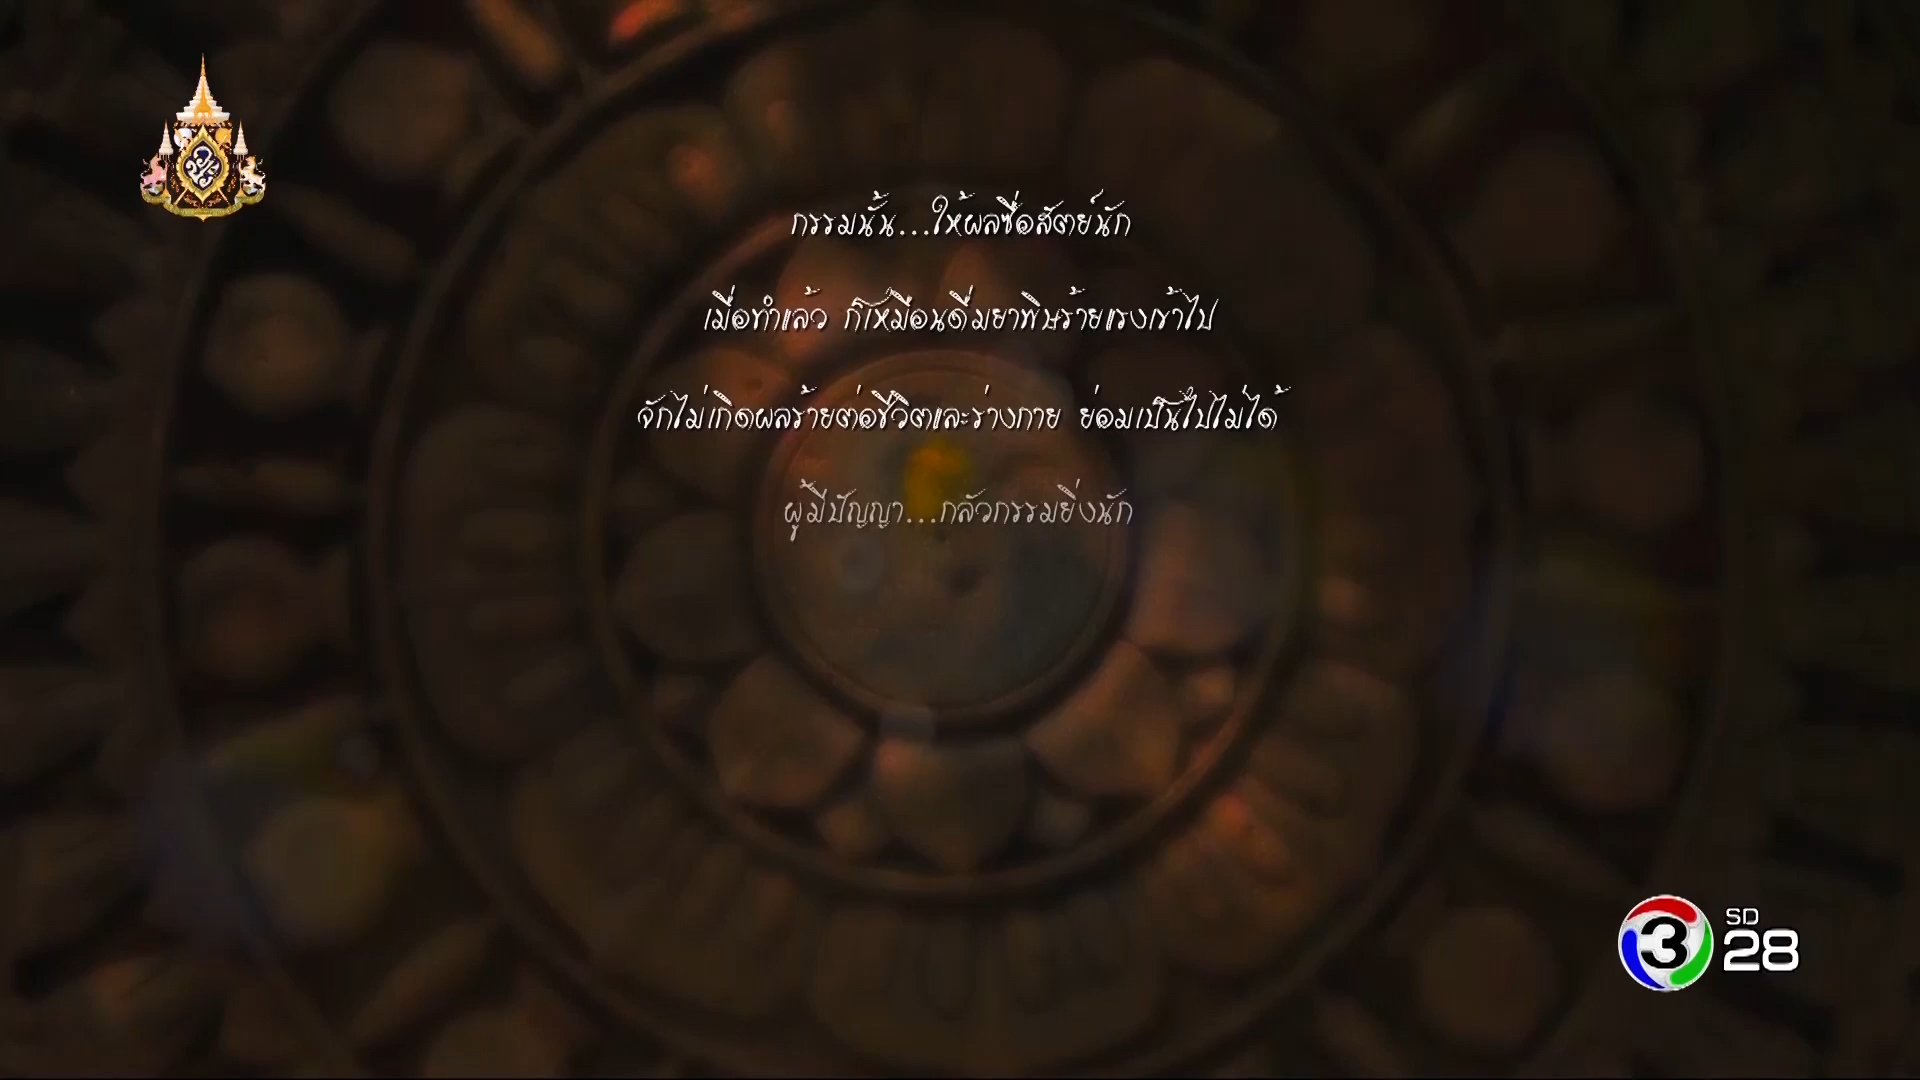 กรรมนั้น...ให้ผลซื่อสัตย์นัก
เมื่อทำแล้ว ก็เหมือนดื่มยาพิษร้ายแรงเข้าไป
จักไม่เกิดผลร้ายต่อชีวิตและร่างกาย ย่อมเป็นไปไม่ได้
ผู้มีปัญญา...กลัวกรรมยิ่งนัก
3 SD
28